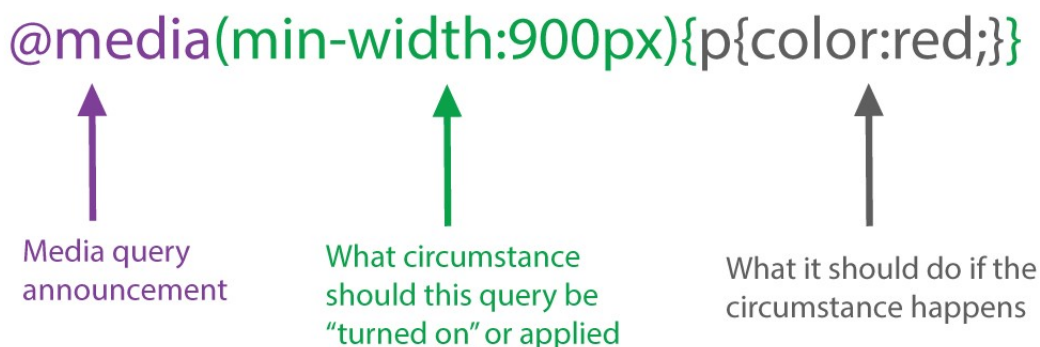 @media(min-width:900px){p{color:red;}}
Media query
announcement
What circumstance
should this query be
“turned on” or applied
What it should do if the
circumstance happens